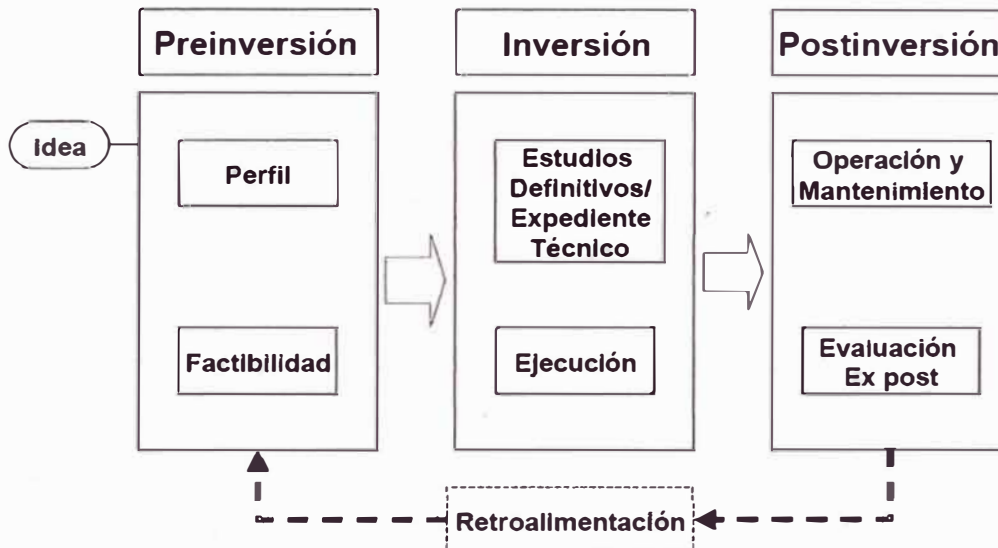 Preinversión
Inversión
Postinversión
idea
Perfil
Estudios
Definitivos/
Expediente
Técnico
Operación y
Mantenimiento
Factibilidad
Ejecución
Evaluación
Ex post
Retroalimentación